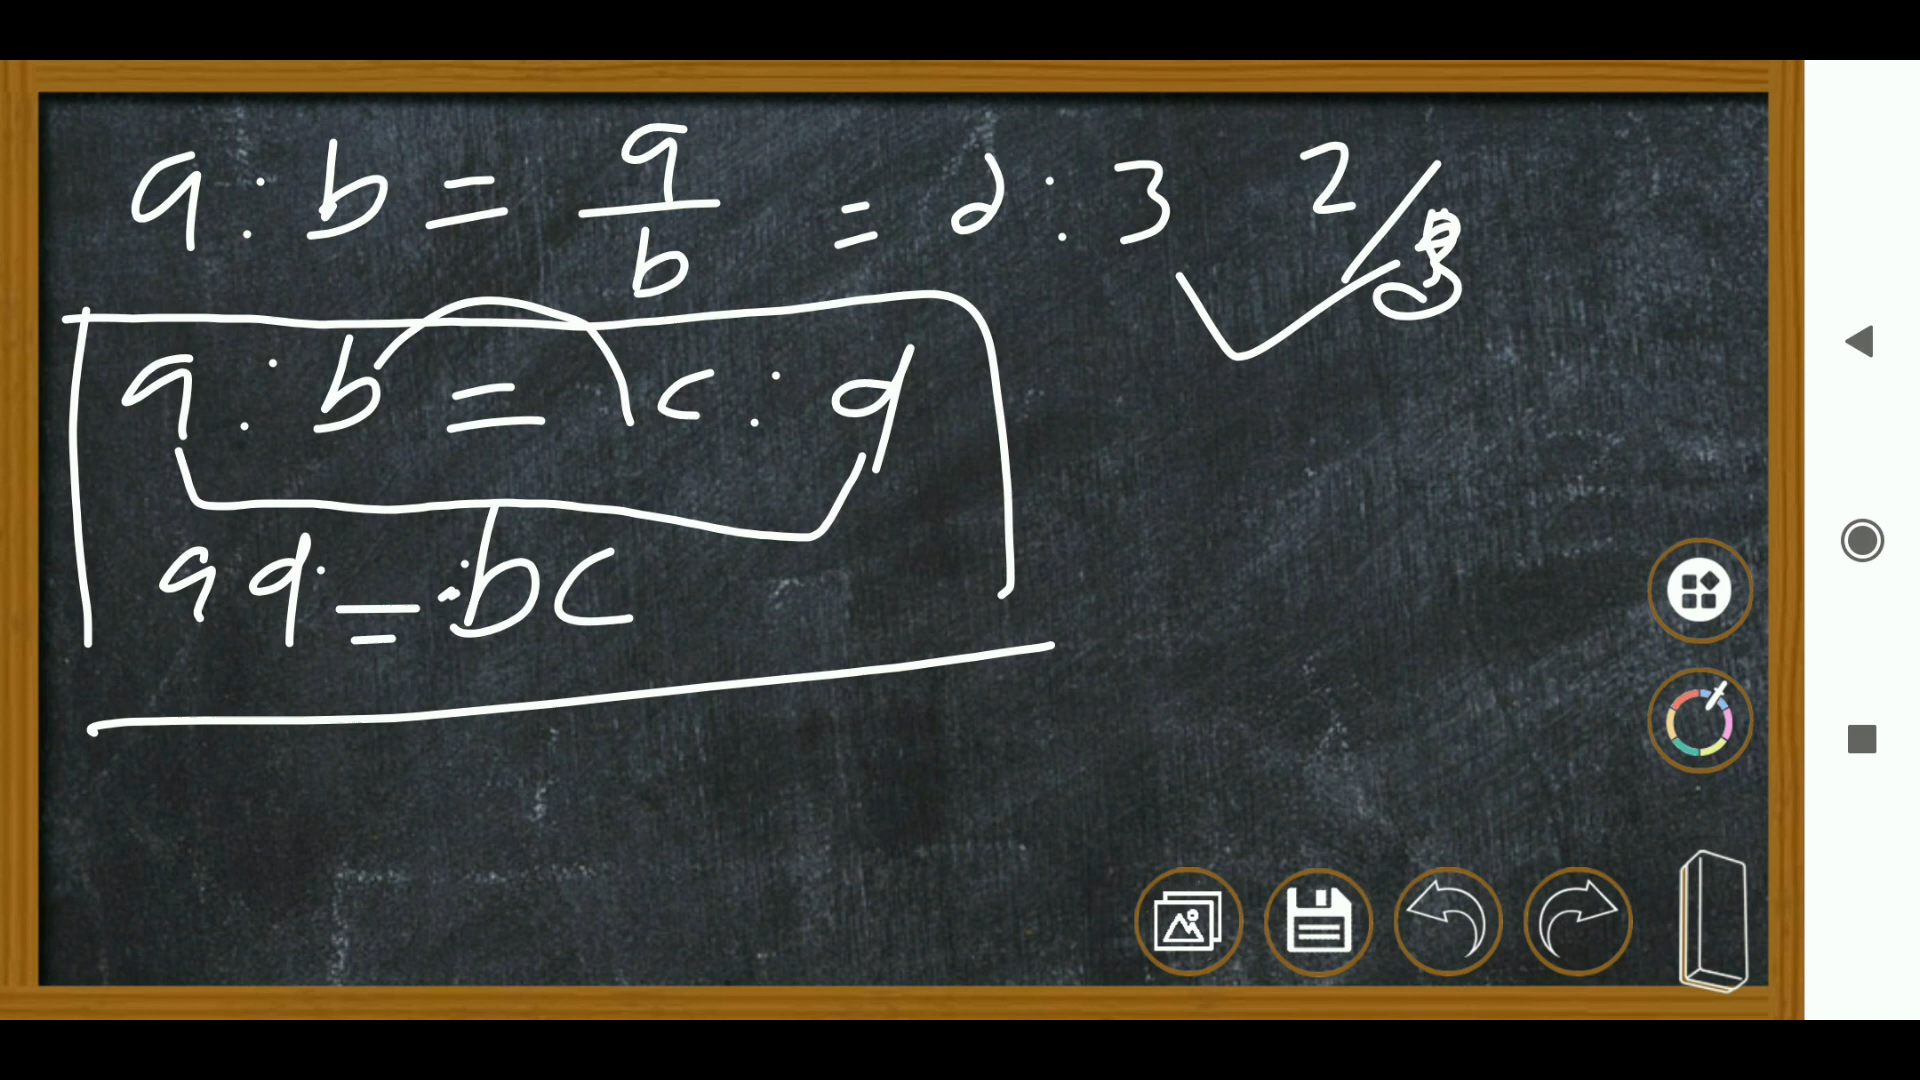 a : b = a/b = 2 : 3 2/3
a : b = c : d
ad = bc